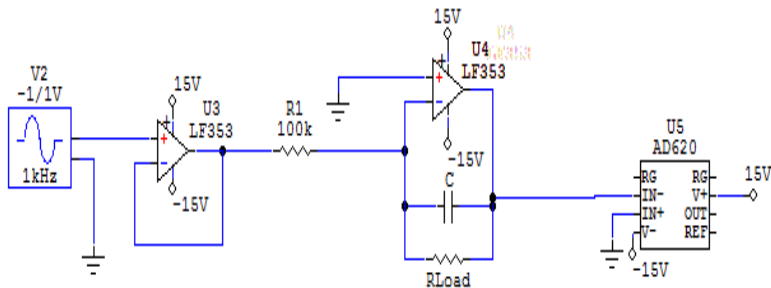 V2
-1/1V
1kHz
15V
U3
LF353
-15V
R1
100k
15V
U4
LF353
-15V
C
RLoad
U5
AD620
RG
IN-
IN+
V-
RG
V+
OUT
REF
15V
-15V